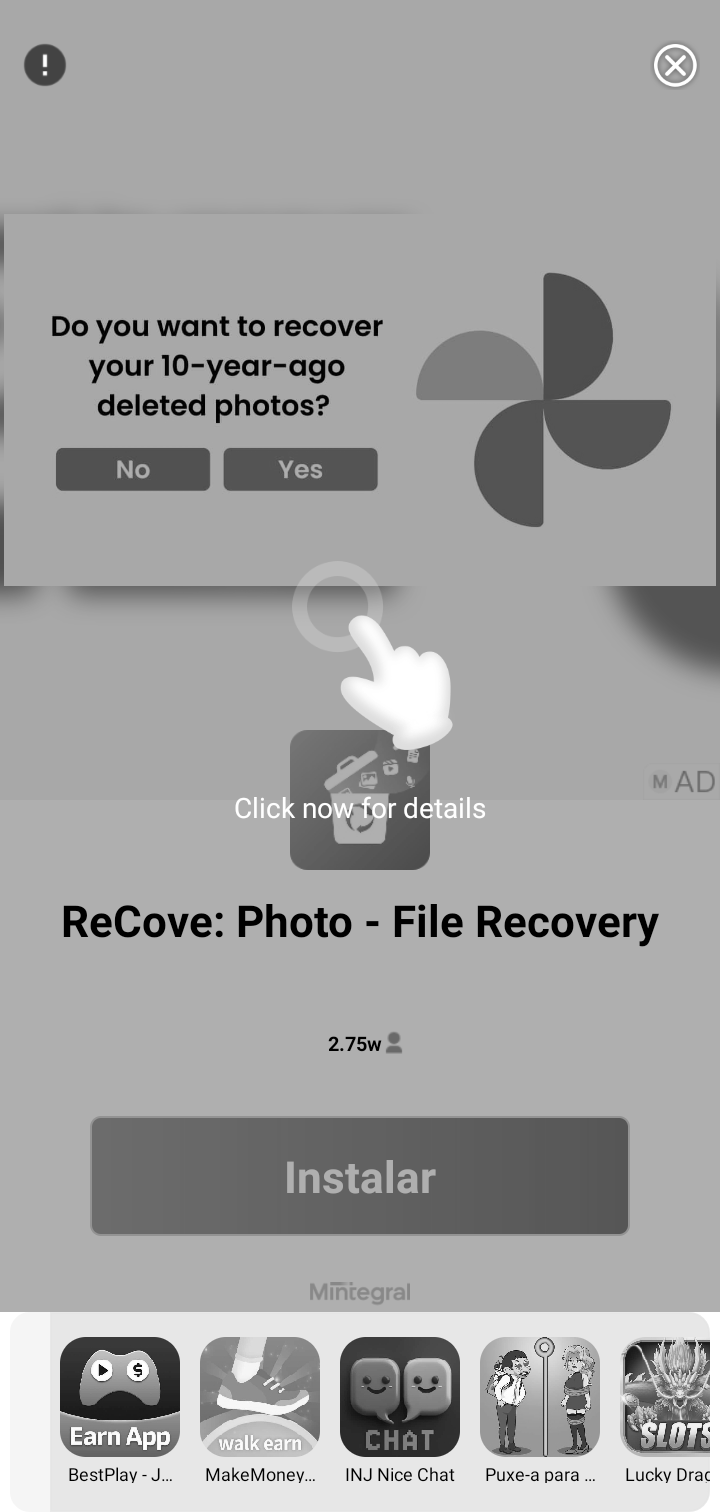 Do you want to recover
your 10-year-ago
deleted photos?
No
Yes
M AD
Click now for details
ReCove: Photo - File Recovery
2.75w
Instalar
Mintegral
Earn App
walk earn
CHAT
SLOTS
BestPlay - J...
MakeMoney...
INJ Nice Chat
Puxe-a para ...
Lucky Drac